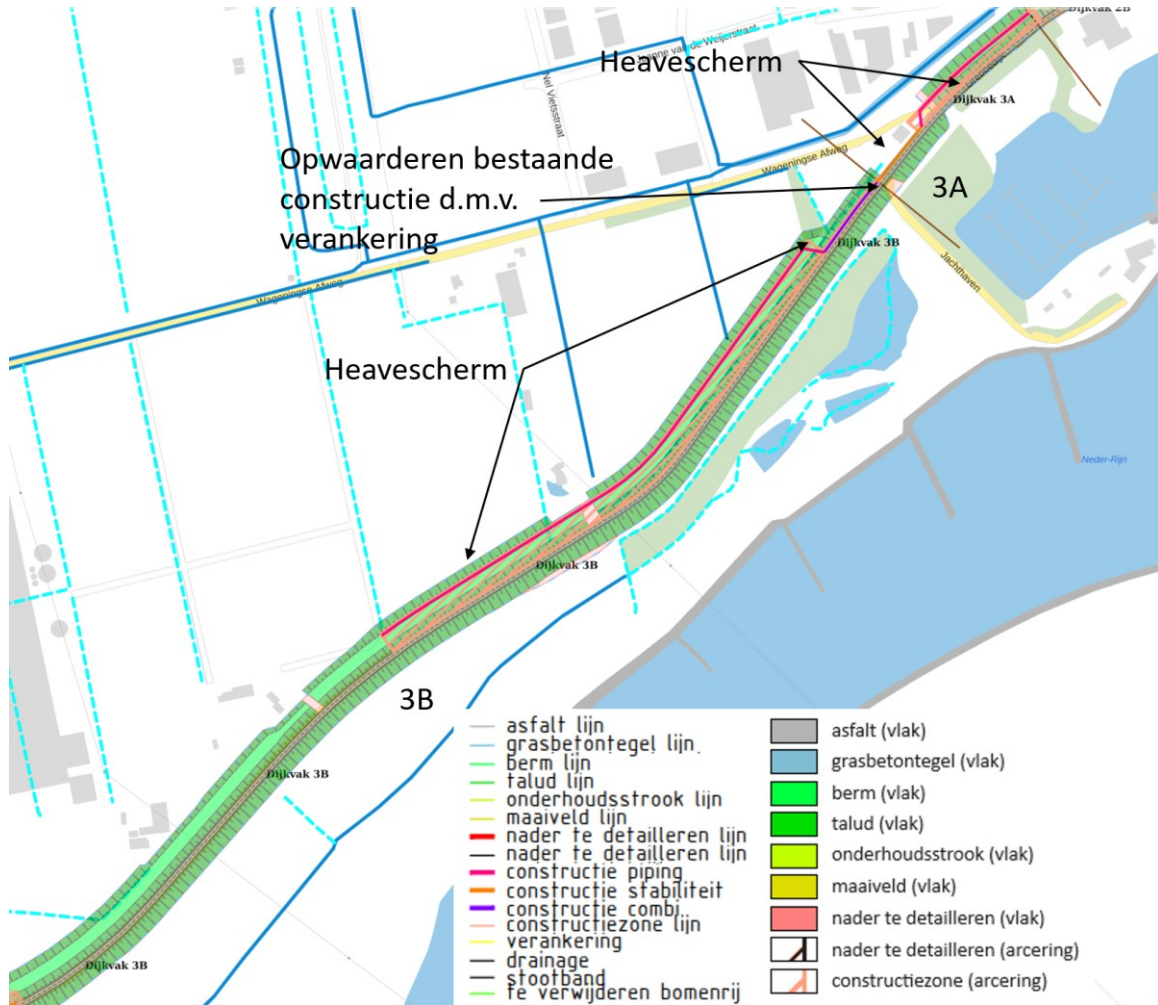 Dijkvak 2B
Nel Vietsstraat
Heavescherm
Dijkvak 3A
Opwaarderen bestaande
constructie d.m.v.
verankering
Wageningse Afweg
3A
Dijkvak 3B
Jachthaven
Wageningse Afweg
Heavescherm
Neder-Rijn
Dijkvak 3B
3B
Dijkvak 3B
Dijkvak 3B
asfalt lijn
grasbetontegel lijn
berm lijn
talud lijn
onderhoudsstrook lijn
maaiveld lijn
nader te detailleren lijn
nader te detailleren lijn
constructie piping
constructie stabiliteit
constructie combi
constructiezone lijn
verankering
drainage
stootband
te verwijderen bomenrij
asfalt (vlak)
grasbetontegel (vlak)
berm (vlak)
talud (vlak)
onderhoudsstrook (vlak)
maaiveld (vlak)
nader te detailleren (vlak)
nader te detailleren (arcering)
constructiezone (arcering)